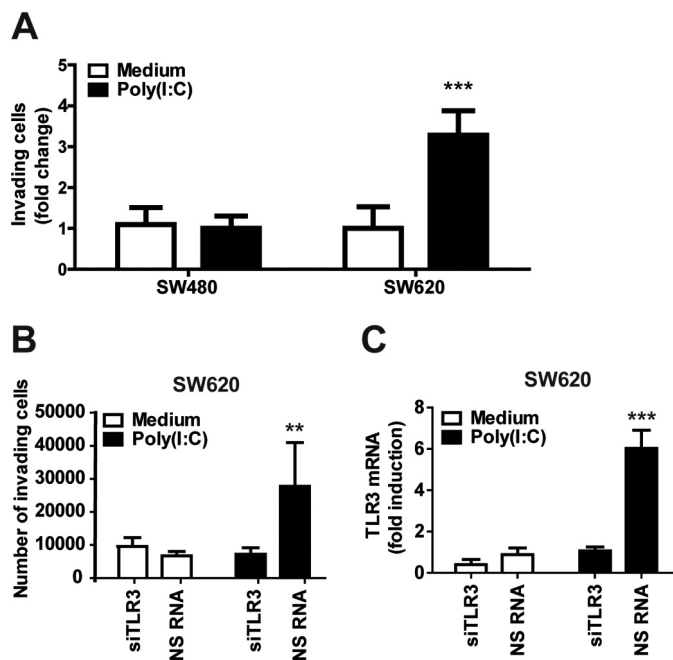 A
Medium
Poly(I:C)
Invading cells
(fold change)
5
4
3
2
1
0
***
SW480
SW620
B
SW620
Number of invading cells
50000
40000
30000
20000
10000
0
Medium
Poly(I:C)
**
siTLR3
NS RNA
siTLR3
NS RNA
C
SW620
TLR3 mRNA
(fold induction)
8
6
4
2
0
Medium
Poly(I:C)
***
siTLR3
NS RNA
siTLR3
NS RNA